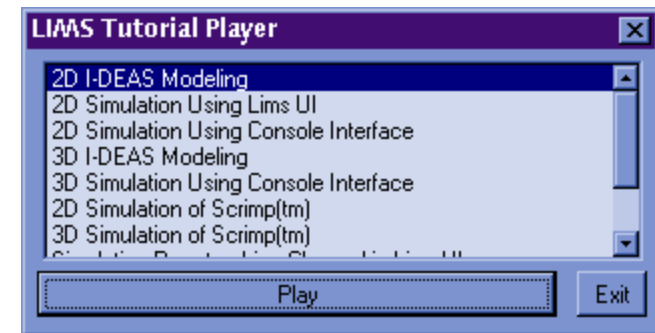 LIMS Tutorial Player
2D I-DEAS Modeling
2D Simulation Using Lims UI
2D Simulation Using Console Interface
3D I-DEAS Modeling
3D Simulation Using Console Interface
2D Simulation of Scrimp(tm)
3D Simulation of Scrimp(tm)
Play
Exit